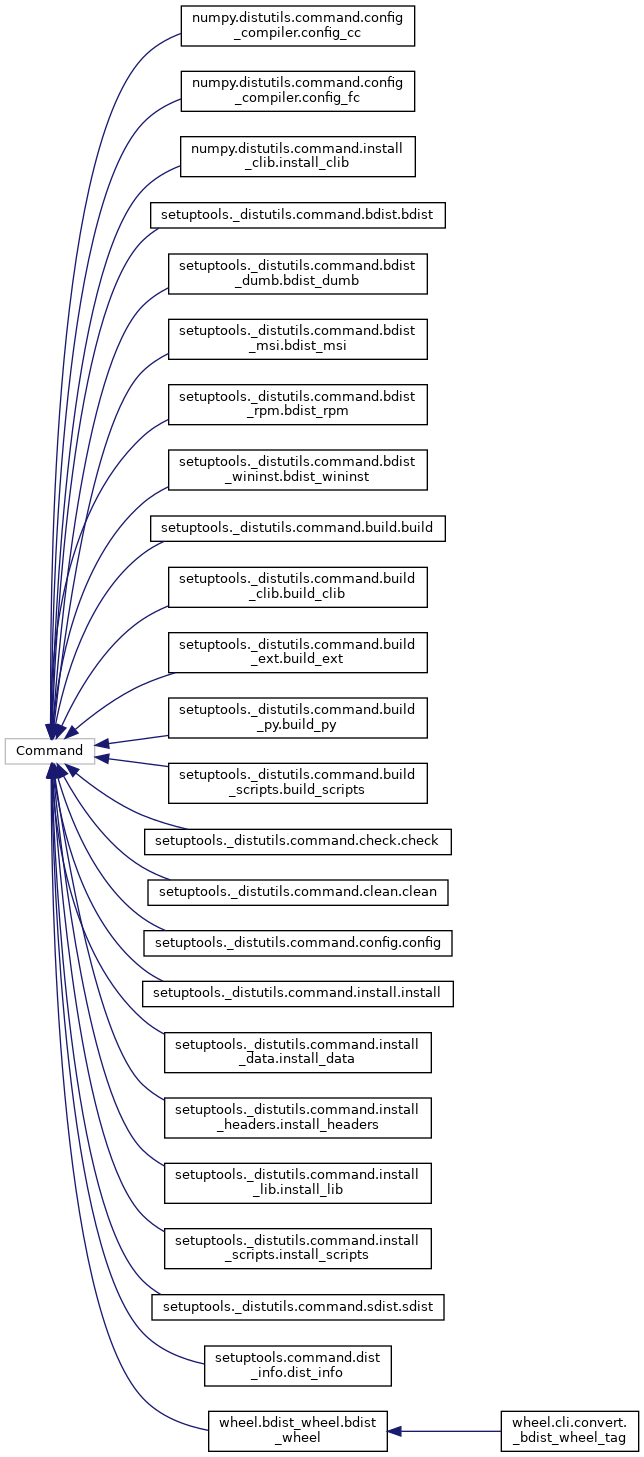 numpy.distutils.command.config
_compiler.config_cc
numpy.distutils.command.config
_compiler.config_fc
numpy.distutils.command.install
_clib.install_clib
setuptools._distutils.command.bdist.bdist
setuptools._distutils.command.bdist
_dumb.bdist_dumb
setuptools._distutils.command.bdist
_msi.bdist_msi
setuptools._distutils.command.bdist
_rpm.bdist_rpm
setuptools._distutils.command.bdist
_wininst.bdist_wininst
setuptools._distutils.command.build.build
setuptools._distutils.command.build
_clib.build_clib
setuptools._distutils.command.build
_ext.build_ext
setuptools._distutils.command.build
_py.build_py
Command
setuptools._distutils.command.build
_scripts.build_scripts
setuptools._distutils.command.check.check
setuptools._distutils.command.clean.clean
setuptools._distutils.command.config.config
setuptools._distutils.command.install.install
setuptools._distutils.command.install
_data.install_data
setuptools._distutils.command.install
_headers.install_headers
setuptools._distutils.command.install
_lib.install_lib
setuptools._distutils.command.install
_scripts.install_scripts
setuptools._distutils.command.sdist.sdist
setuptools.command.dist
_info.dist_info
wheel.bdist_wheel.bdist
_wheel
wheel.cli.convert.
_bdist_wheel_tag